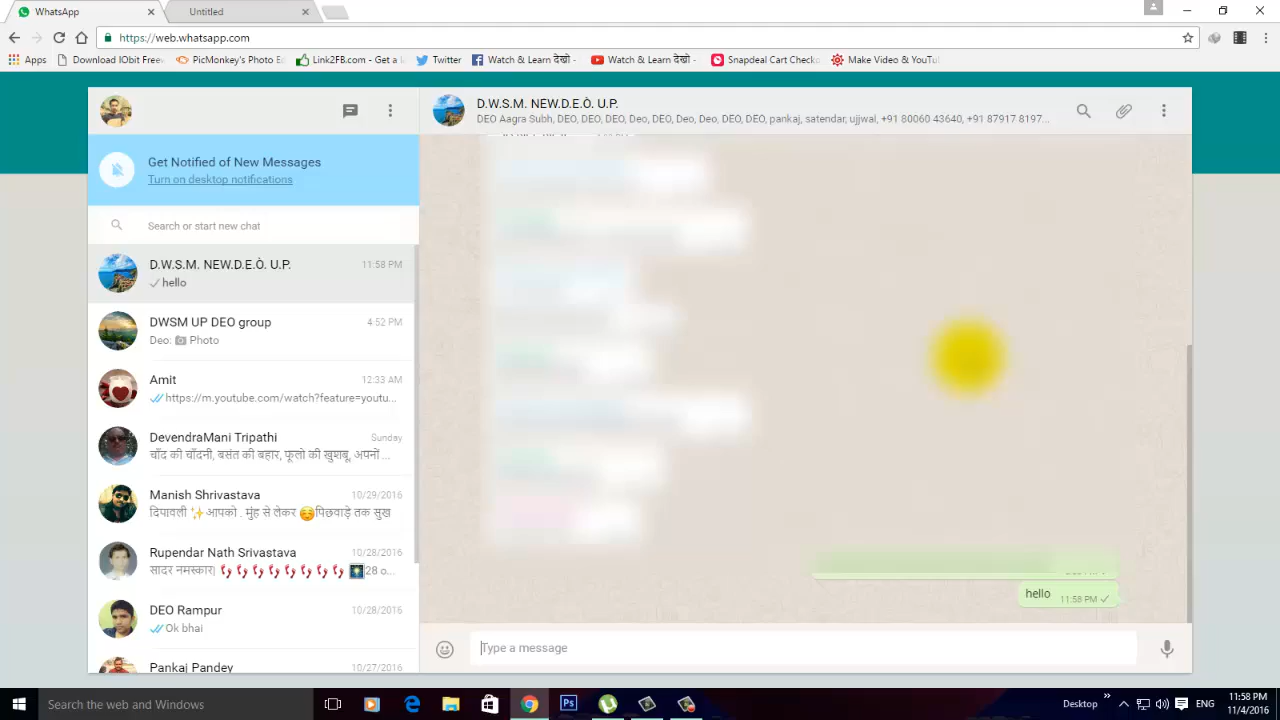 WhatsApp
Untitled
https://web.whatsapp.com
Apps
Download IObit Free
PicMonkey's Photo E
Link2FB.com - Get a l
Twitter
Watch & Learn देखो -
Watch & Learn देखो -
Snapdeal Cart Check
Make Video & YouTu
D.W.S.M. NEW.D.E.Ò. U.P.
DEO Aagra Subh, DEO, DEO, DEO, Deo, DEO, Deo, Deo, DEO, DEO, pankaj, satendar, ujjwal, +91 80060 43640, +91 87917 8197...
Get Notified of New Messages
Turn on desktop notifications
Search or start new chat
D.W.S.M. NEW.D.E.Ò. U.P.
11:58 PM
hello
DWSM UP DEO group
4:52 PM
Deo: Photo
Amit
12:33 AM
https://m.youtube.com/watch?feature=youtu...
DevendraMani Tripathi
Sunday
चाँद की चाँदनी, बसंत की बहार, फूलो की खुशबू, अपनों ...
Manish Shrivastava
10/29/2016
दिपावली ✨आपको . मुंह से लेकर 😌पिछवाड़ें तक सुख
Rupendar Nath Srivastava
10/28/2016
सादर नमस्कार| 👣👣👣👣👣👣👣🎇28 o...
DEO Rampur
10/28/2016
Ok bhai
Pankaj Pandey
10/27/2016
hello
11:58 PM
Type a message
Search the web and Windows
Desktop
ENG
11:58 PM
11/4/2016